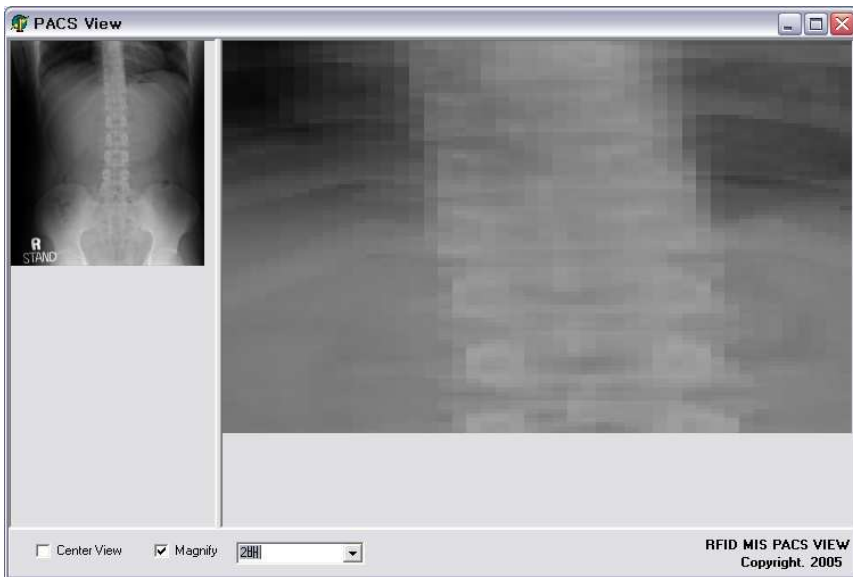 PACS View
R
STAND
Center View
Magnify
2배
RFID MIS PACS VIEW
Copyright. 2005